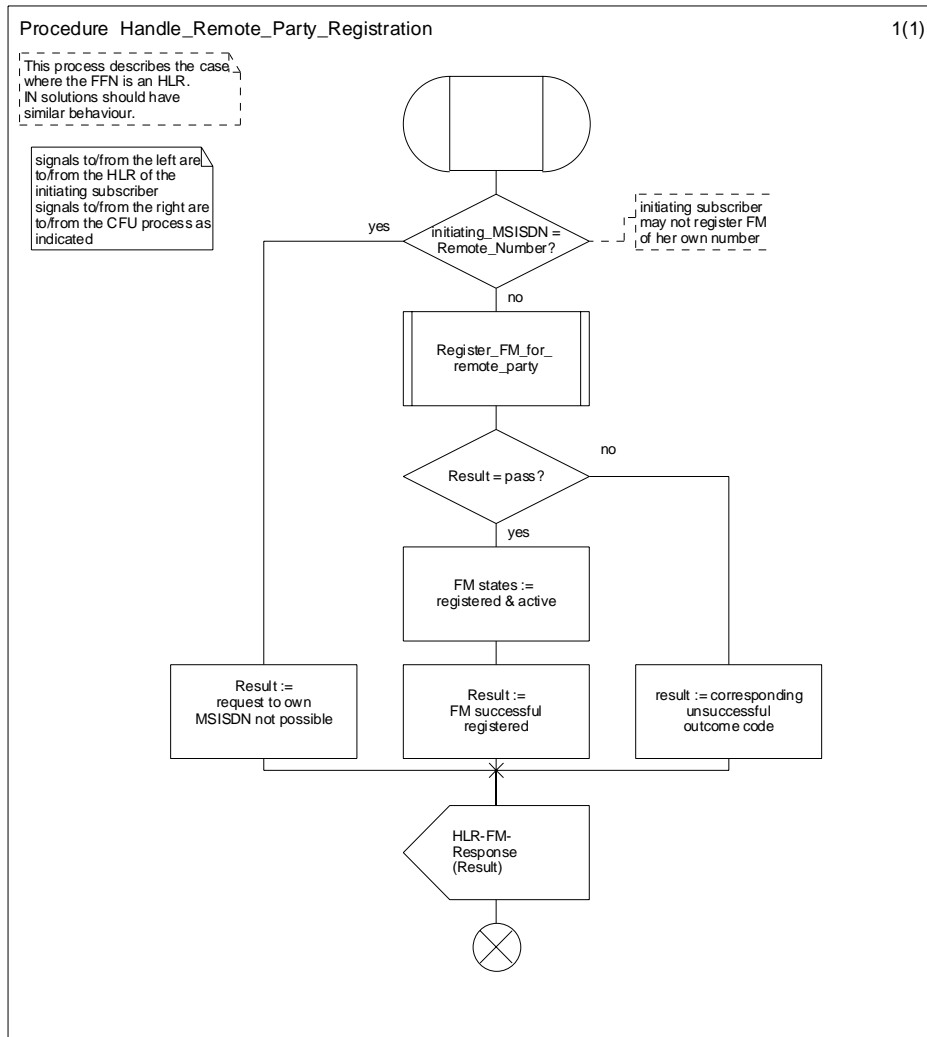 Procedure Handle_Remote_Party_Registration
1(1)
This process describes the case
where the FFN is an HLR.
IN solutions should have
similar behaviour.
signals to/from the left are
to/from the HLR of the
initiating subscriber
signals to/from the right are
to/from the CFU process as
indicated
yes
initiating_MSISDN =
Remote_Number?
initiating subscriber
may not register FM
of her own number
no
Register_FM_for_
remote_party
Result = pass?
no
yes
FM states :=
registered & active
Result :=
request to own
MSISDN not possible
Result :=
FM successful
registered
result := corresponding
unsuccessful
outcome code
HLR-FM-
Response
(Result)